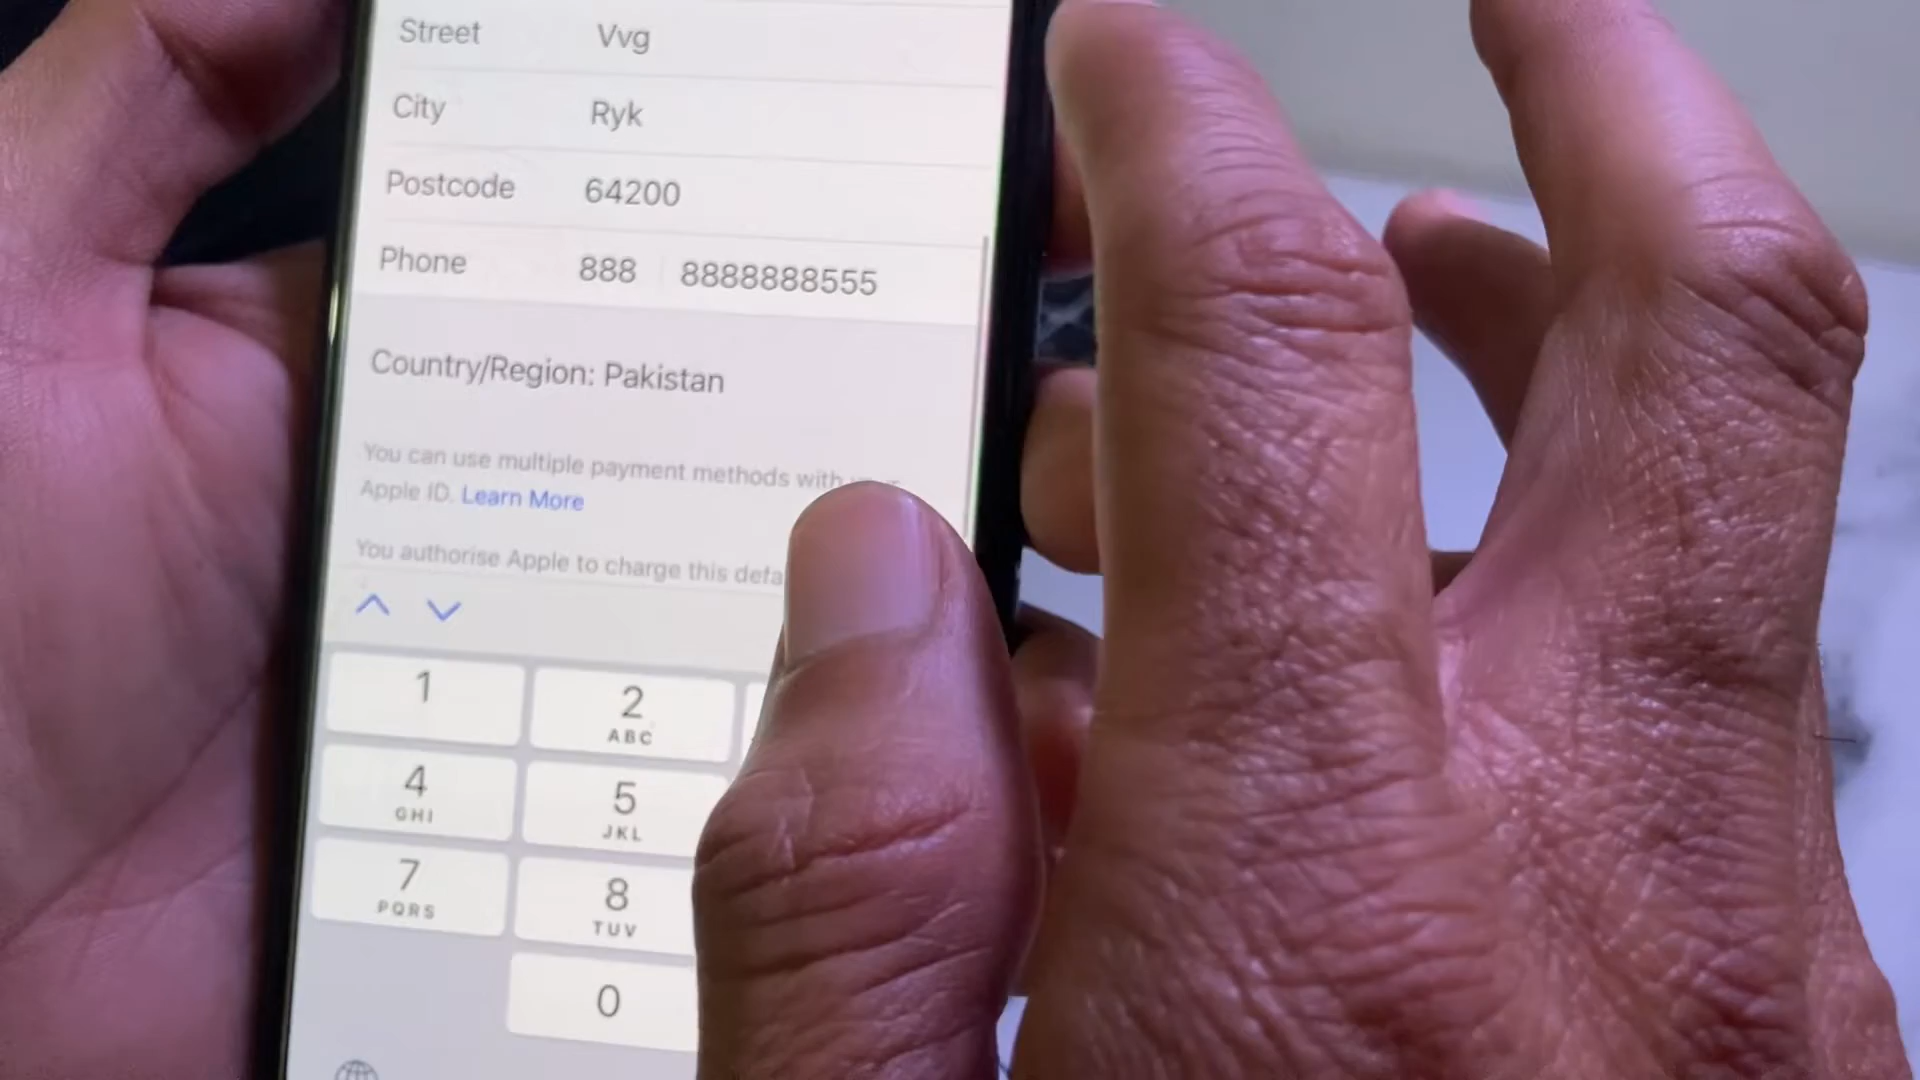 Street Vvg
City Ryk
Postcode 64200
Phone 888 8888888555
Country/Region: Pakistan
You can use multiple payment methods with
Apple ID. Learn More
You authorise Apple to charge this
1
2
ABC
4
GHI
5
JKL
7
PQRS
8
TUV
0